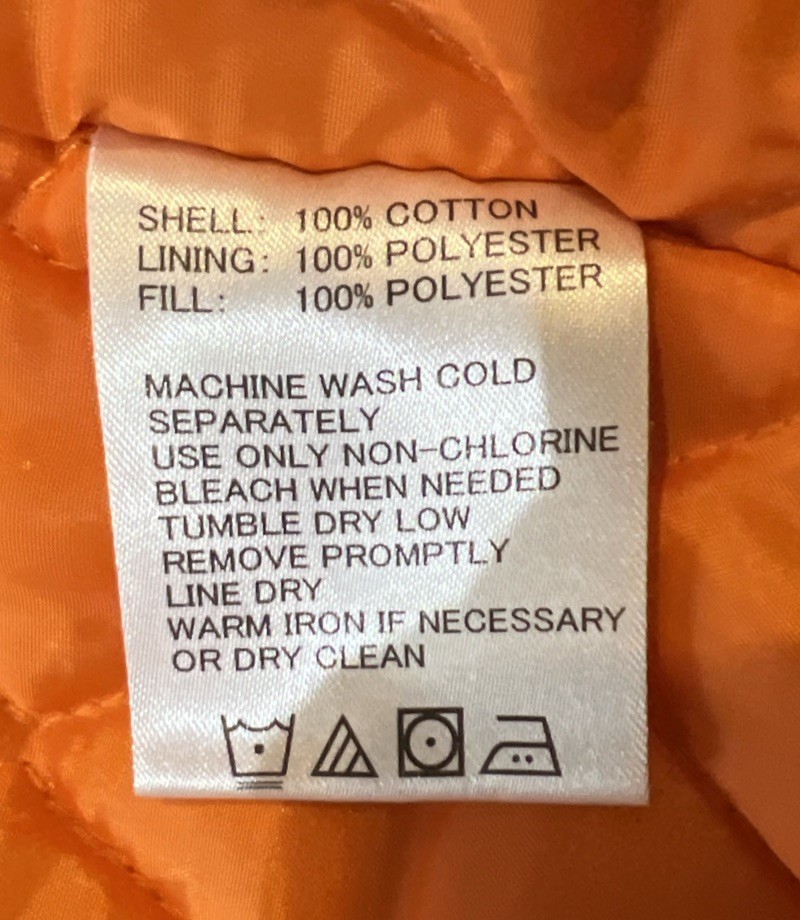 SHELL: 100% COTTON
LINING: 100% POLYESTER
FILL: 100% POLYESTER
MACHINE WASH COLD
SEPARATELY
USE ONLY NON-CHLORINE
BLEACH WHEN NEEDED
TUMBLE DRY LOW
REMOVE PROMPTLY
LINE DRY
WARM IRON IF NECESSARY
OR DRY CLEAN